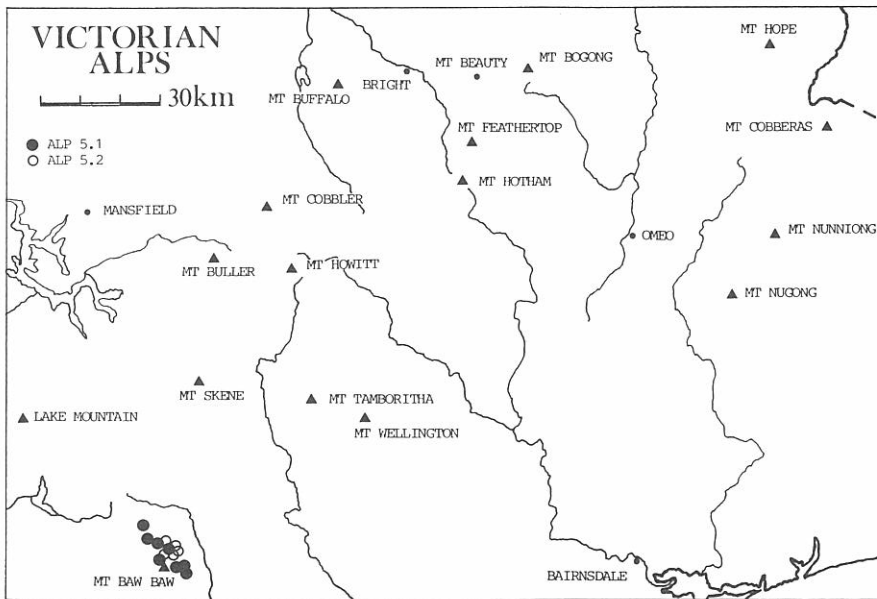 VICTORIAN
ALPS
30km
ALP 5.1
ALP 5.2
MT HOPE
MT BEAUTY
MT BOGONG
BRIGHT
MT BUFFALO
MT COBBERAS
MT FEATHERTOP
MT HOTHAM
MT COBBLER
MANSFIELD
OMEO
MT NUNNIONG
MT BULLER
MT HOWITT
MT NUGONG
MT SKENE
MT TAMBORITHA
LAKE MOUNTAIN
MT WELLINGTON
MT BAW BAW
BAIRNSDALE